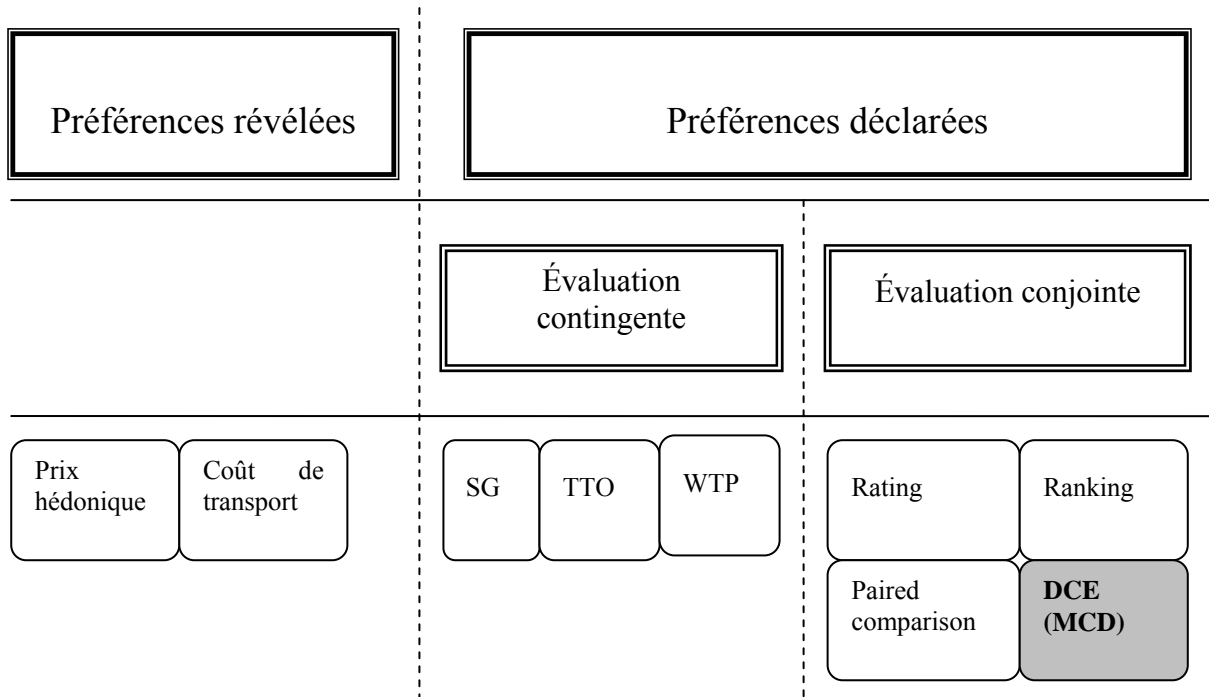 Préférences révélées
Préférences déclarées
Évaluation
contingente
Évaluation conjointe
Prix
hédonique
Coût de
transport
SG
TTO
WTP
Rating
Ranking
Paired
comparison
DCE
(MCD)